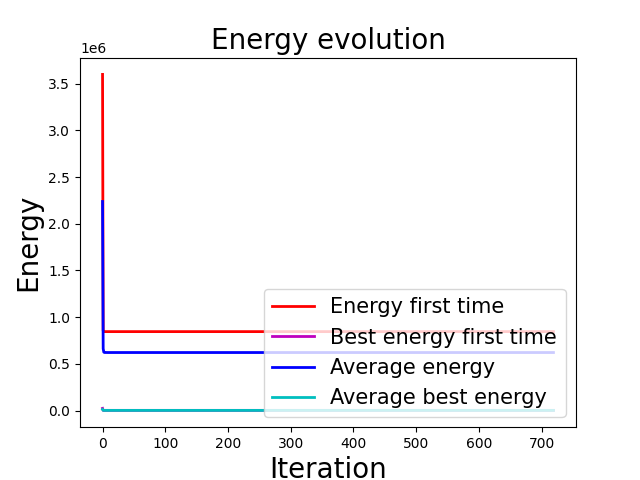 Energy evolution
1e6
3.5
3.0
2.5
2.0
1.5
1.0
0.5
0.0
Energy
Energy first time
Best energy first time
Average energy
Average best energy
0 100 200 300 400 500 600 700
Iteration